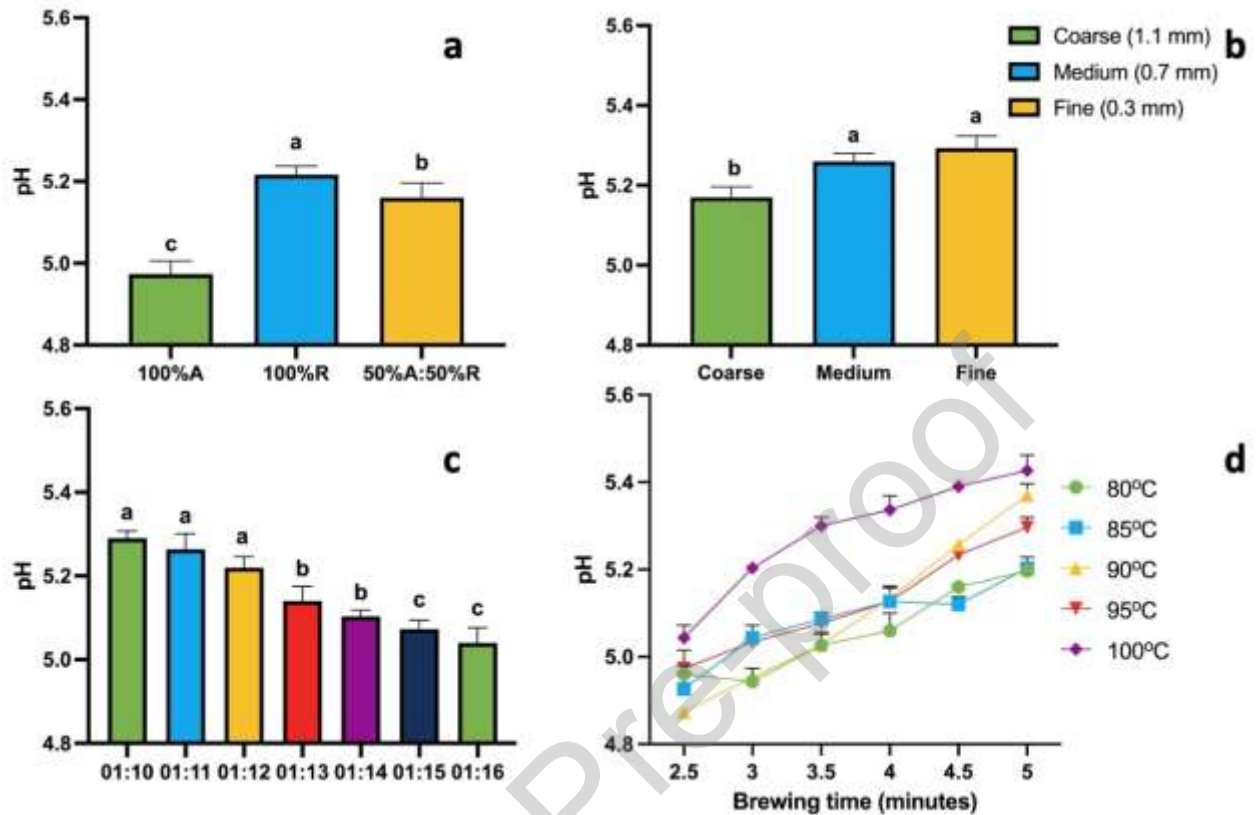 a
5.6
5.4
5.2
5.0
4.8
pH
c
a
b
100%A
100%R
50%A:50%R
b
Coarse (1.1 mm)
Medium (0.7 mm)
Fine (0.3 mm)
5.6
5.4
5.2
5.0
4.8
pH
b
a
a
Coarse
Medium
Fine
c
5.6
5.4
5.2
5.0
4.8
pH
a
a
a
b
b
c
c
01:10
01:11
01:12
01:13
01:14
01:15
01:16
d
5.6
5.4
5.2
5.0
4.8
pH
80ºC
85ºC
90ºC
95ºC
100ºC
2.5
3
3.5
4
4.5
5
Brewing time (minutes)
Pre-proof